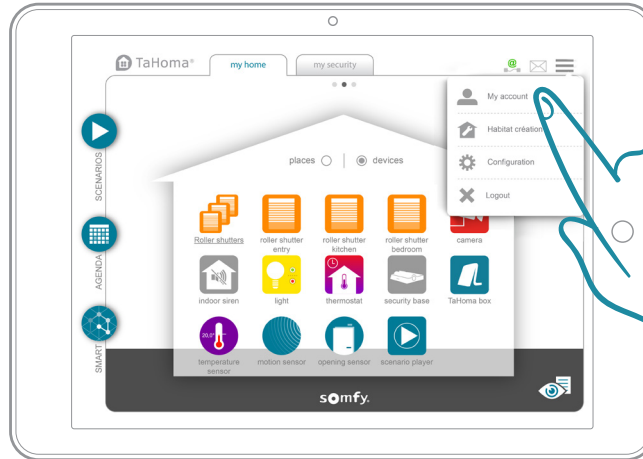 TaHoma®
my home
my security
@
My account
Habitat création
Configuration
Logout
SCENARIOS
AGENDA
SMART
places
devices
Roller shutters
roller shutter
entry
roller shutter
kitchen
roller shutter
bedroom
camera
indoor siren
light
thermostat
security base
TaHoma box
20,0°
temperature
sensor
motion sensor
opening sensor
scenario player
somfy.